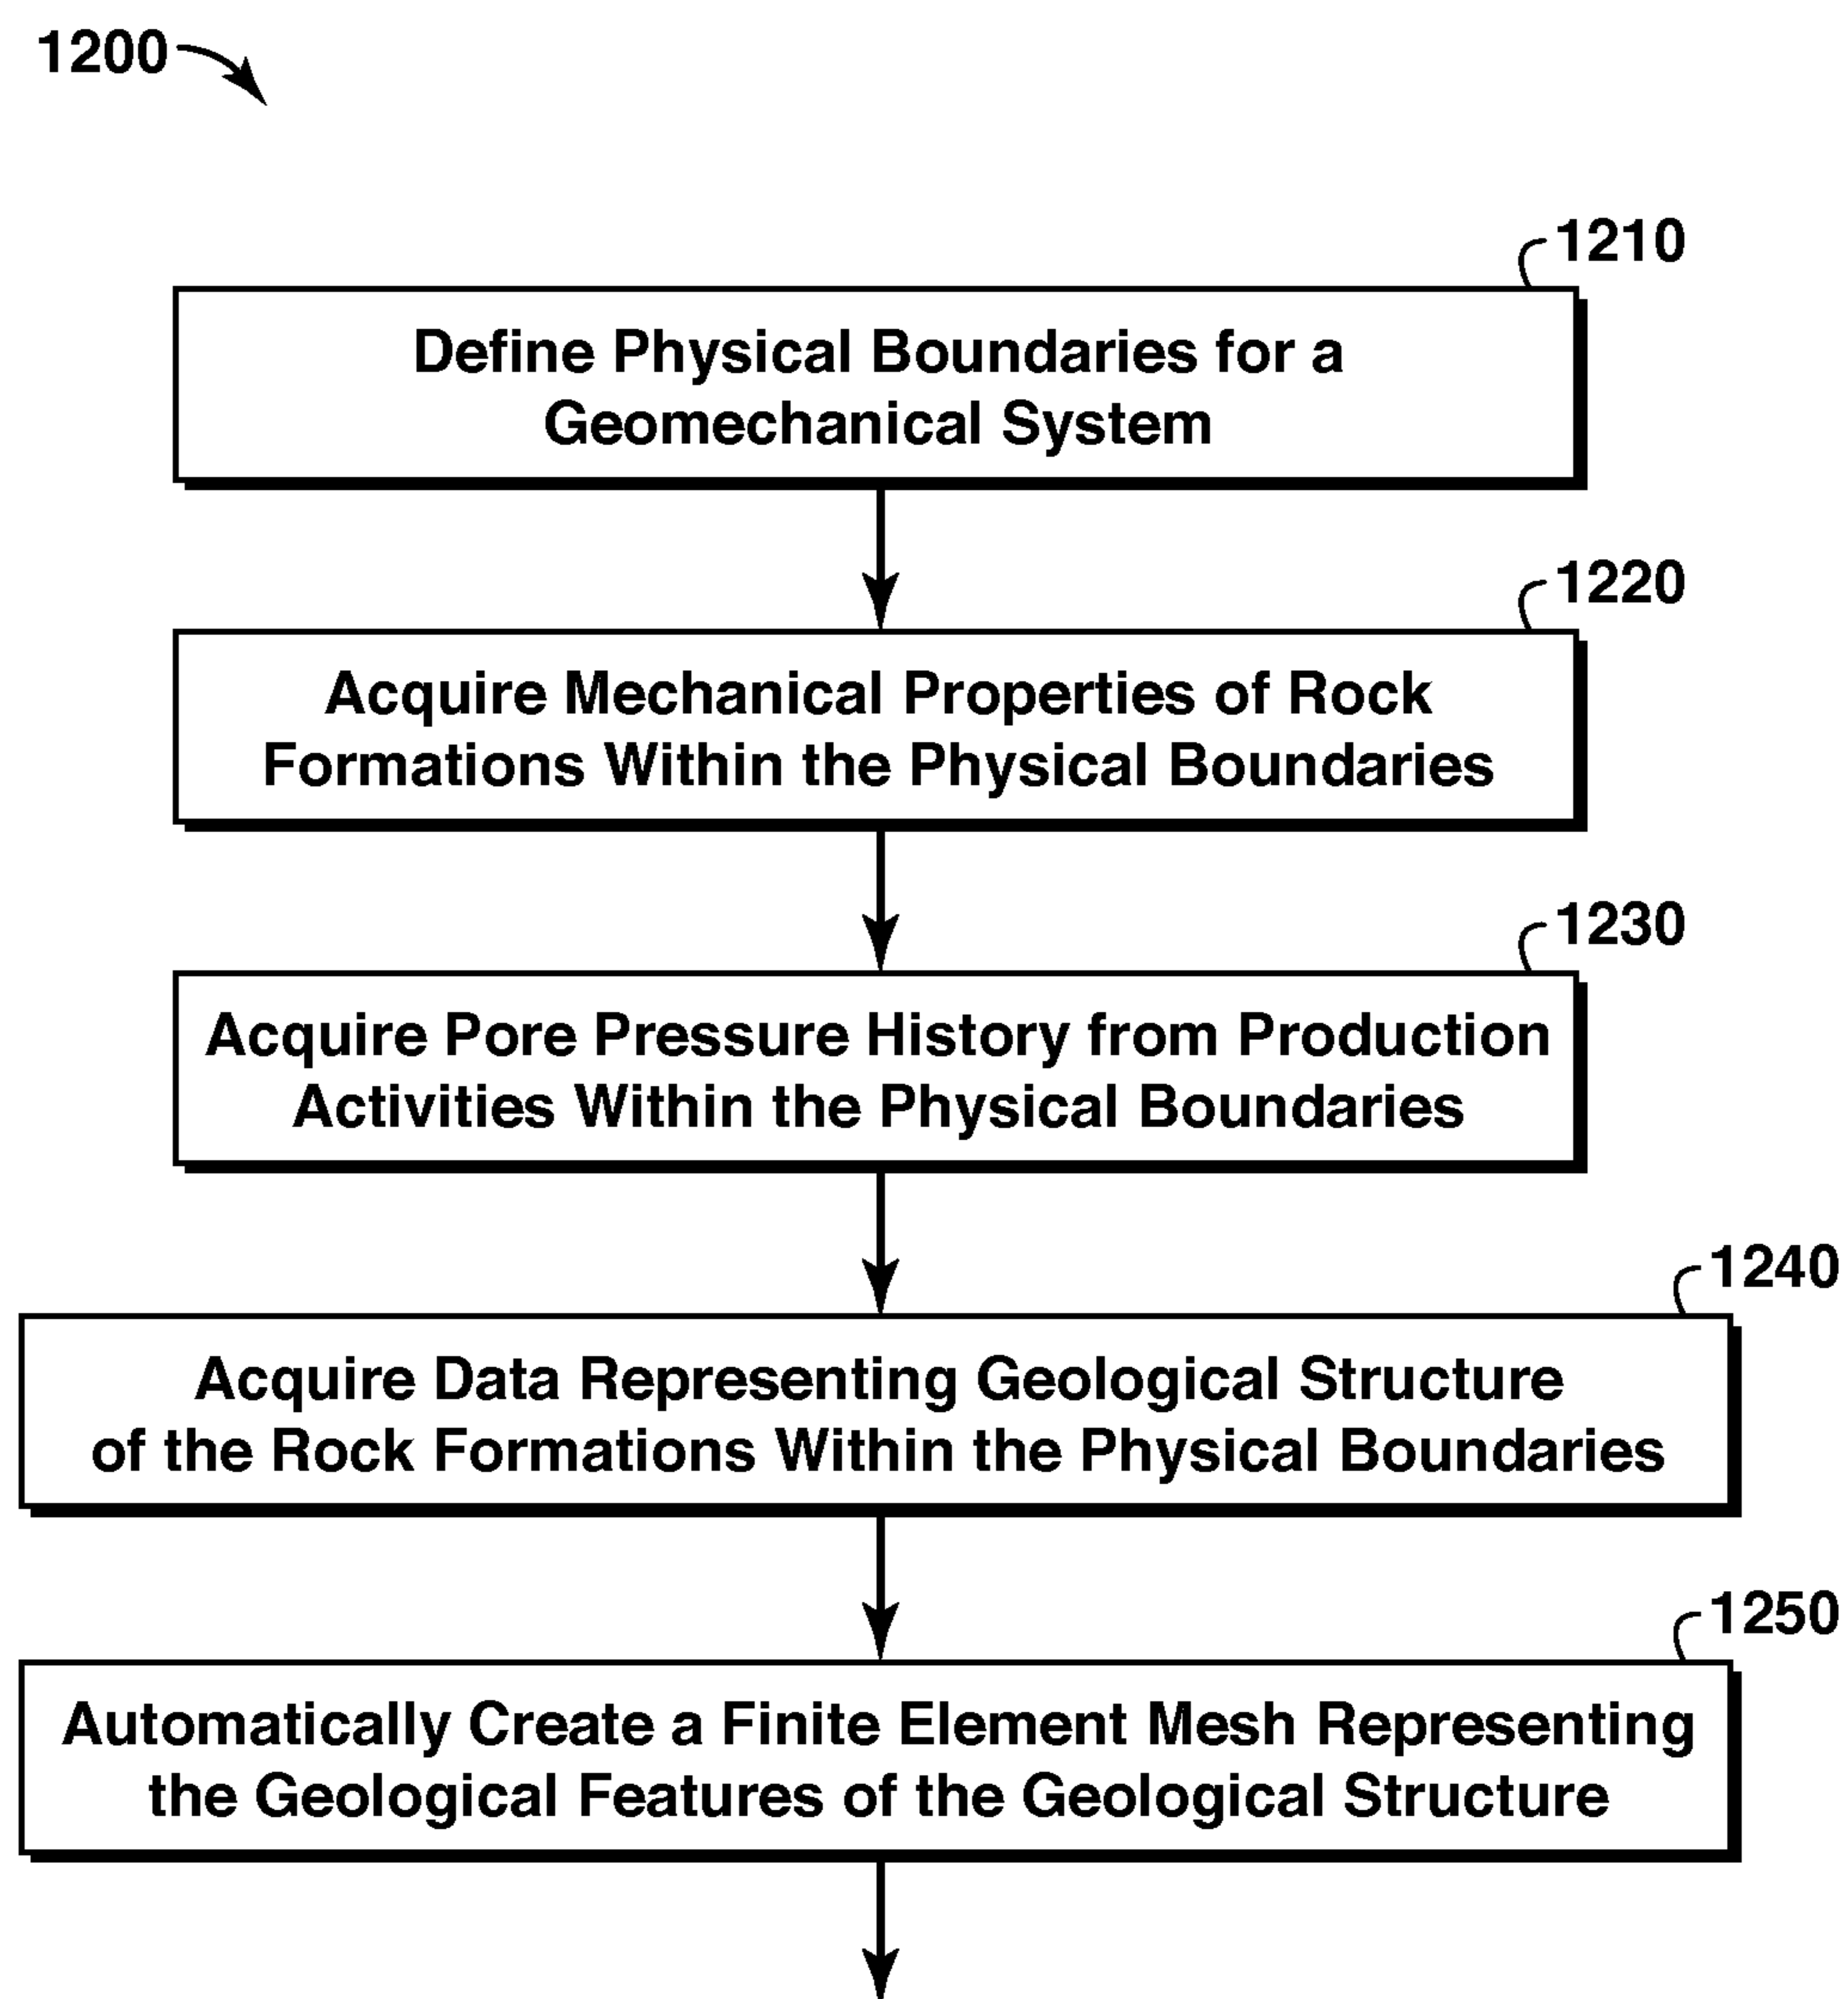 1200
1210
Define Physical Boundaries for a
Geomechanical System
1220
Acquire Mechanical Properties of Rock
Formations Within the Physical Boundaries
1230
Acquire Pore Pressure History from Production
Activities Within the Physical Boundaries
1240
Acquire Data Representing Geological Structure
of the Rock Formations Within the Physical Boundaries
1250
Automatically Create a Finite Element Mesh Representing
the Geological Features of the Geological Structure